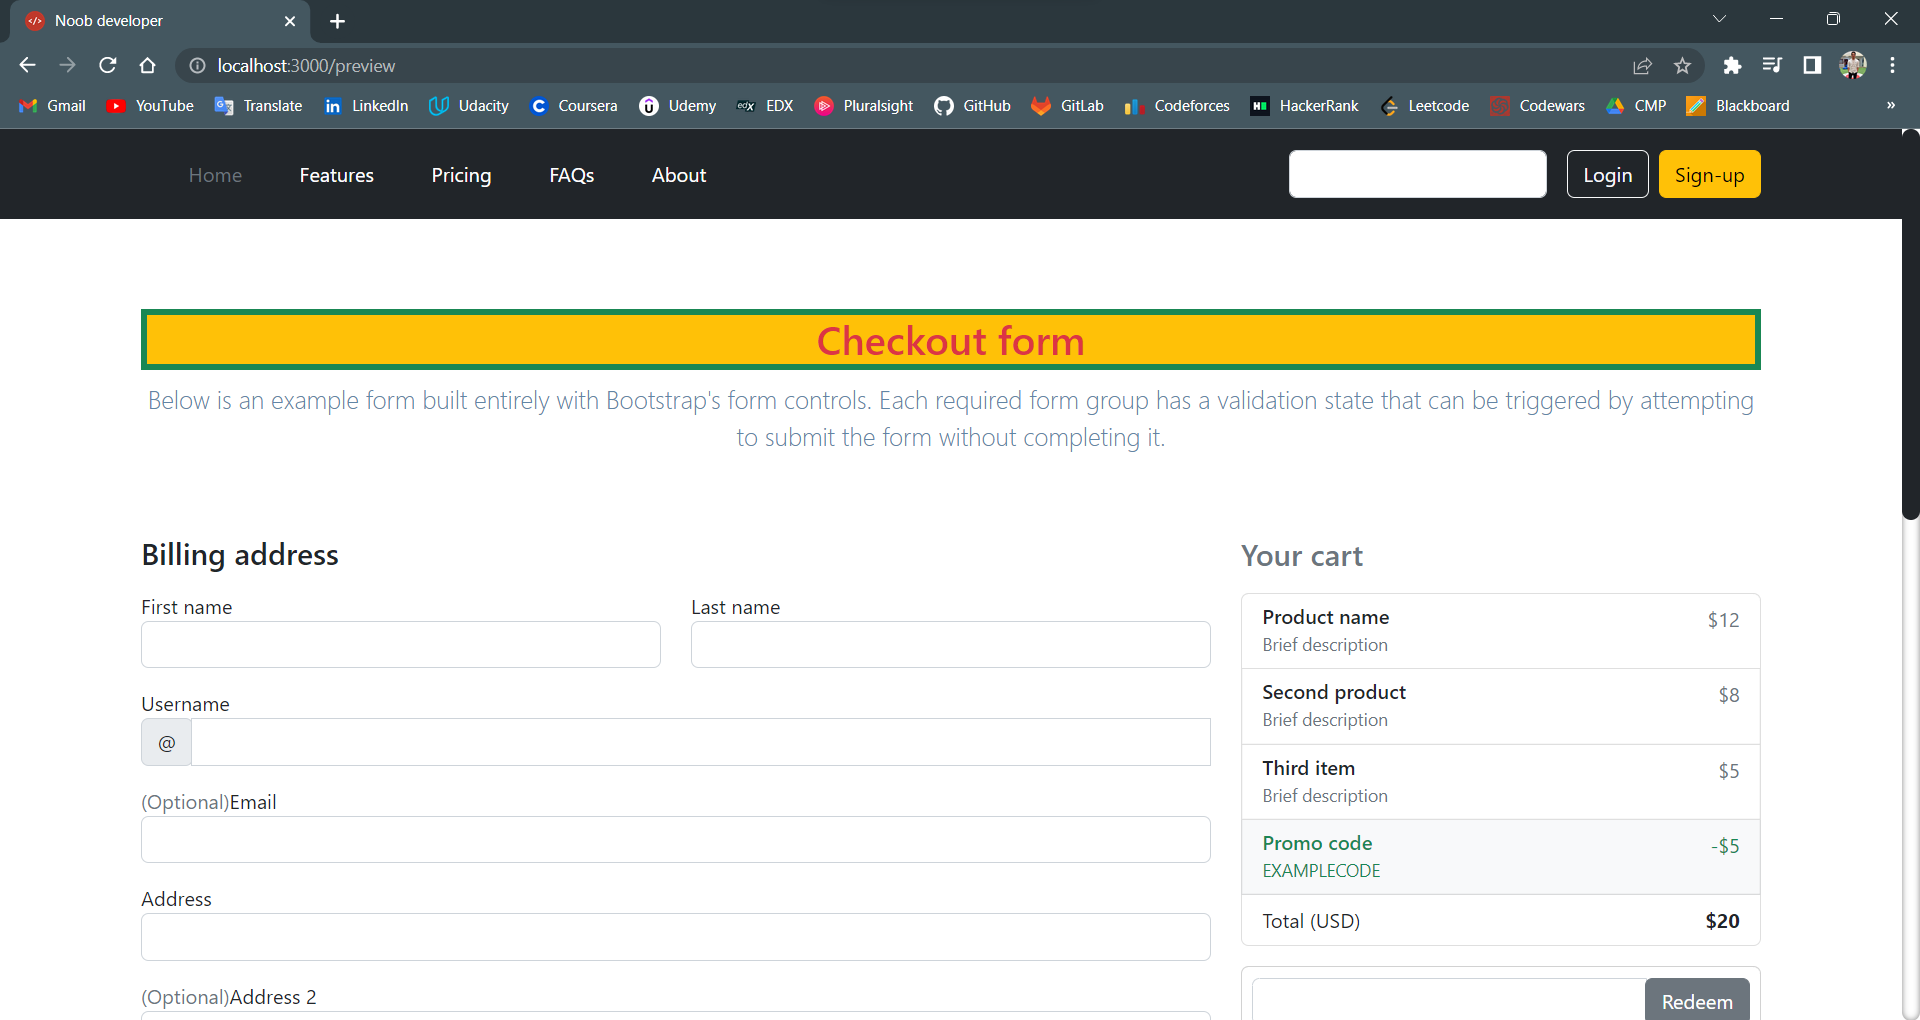 Noob developer
localhost:3000/preview
Gmail YouTube Translate LinkedIn Udacity Coursera Udemy edX EDX Pluralsight GitHub GitLab Codeforces HackerRank Leetcode Codewars CMP Blackboard »
Home Features Pricing FAQs About Login Sign-up
Checkout form
Below is an example form built entirely with Bootstrap's form controls. Each required form group has a validation state that can be triggered by attempting
to submit the form without completing it.
Billing address
First name Last name
Username
@
(Optional)Email
Address
(Optional)Address 2
Your cart
Product name $12
Brief description
Second product $8
Brief description
Third item $5
Brief description
Promo code -$5
EXAMPLECODE
Total (USD) $20
Redeem